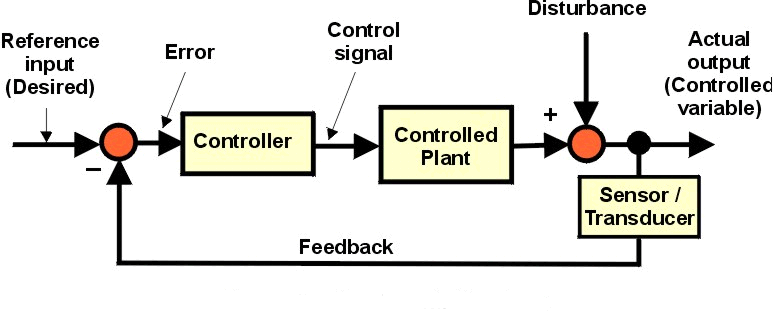 Disturbance
Reference
input
(Desired)
Error
Control
signal
Actual
output
(Controlled
variable)
+
Controller
Controlled
Plant
−
Sensor /
Transducer
Feedback